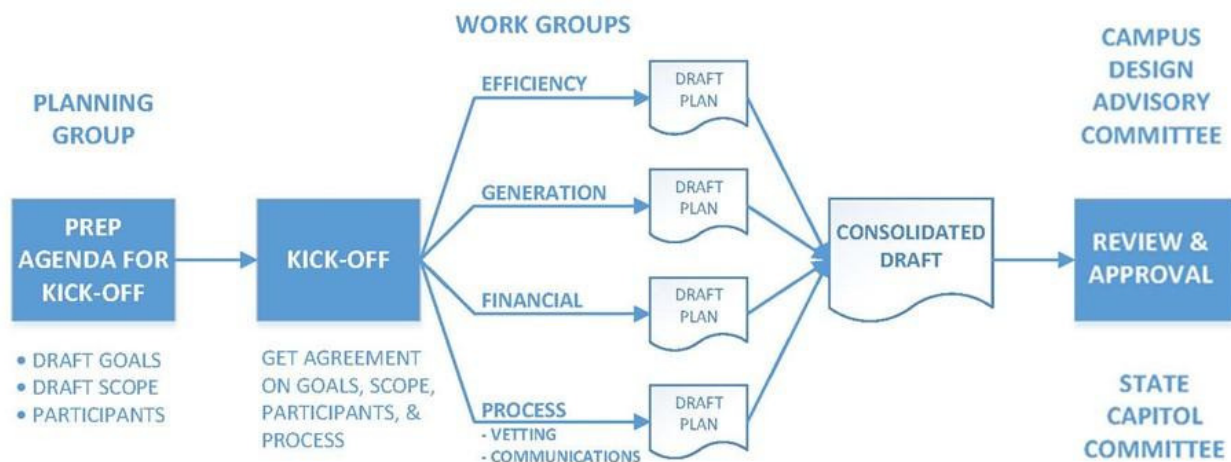 PLANNING
GROUP
PREP
AGENDA FOR
KICK-OFF
• DRAFT GOALS
• DRAFT SCOPE
• PARTICIPANTS
KICK-OFF
GET AGREEMENT
ON GOALS, SCOPE,
PARTICIPANTS, &
PROCESS
WORK GROUPS
EFFICIENCY
DRAFT
PLAN
GENERATION
DRAFT
PLAN
FINANCIAL
DRAFT
PLAN
PROCESS
- VETTING
- COMMUNICATIONS
DRAFT
PLAN
CONSOLIDATED
DRAFT
CAMPUS
DESIGN
ADVISORY
COMMITTEE
REVIEW &
APPROVAL
STATE
CAPITOL
COMMITTEE